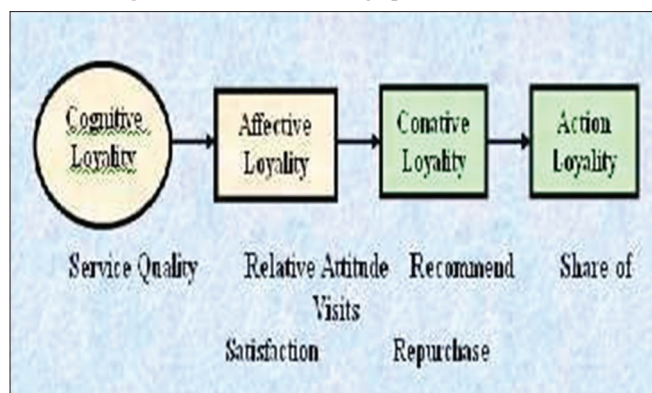 Cognitive Affective Conative Action
Loyality Loyality Loyality Loyality
Service Quality Relative Attitude Recommend Share of
Visits
Satisfaction Repurchase